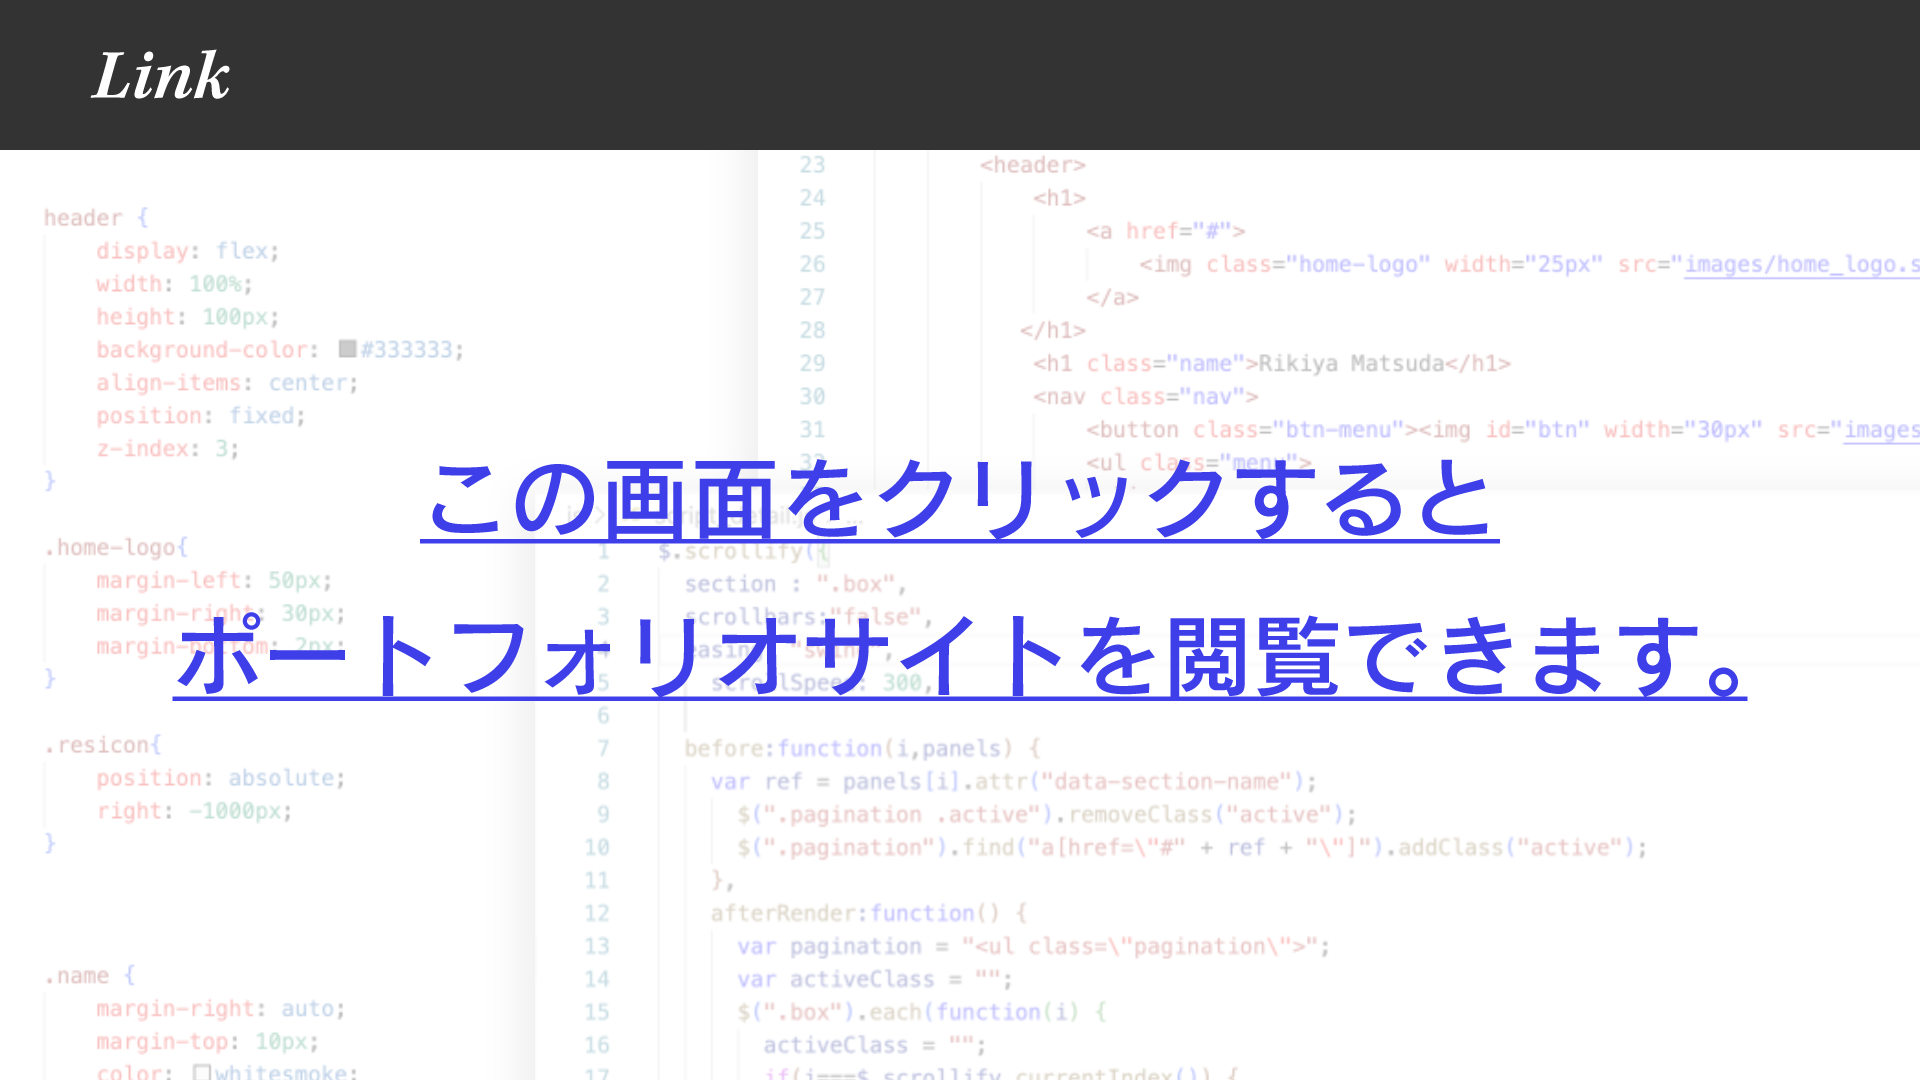 Link
header {
display: flex;
width: 100%;
height: 100px;
background-color: #333333;
align-items: center;
position: fixed;
z-index: 3;
}
.home-logo{
margin-left: 50px;
margin-right: 30px;
margin-bottom: 2px;
}
.resicon{
position: absolute;
right: -1000px;
}
.name {
margin-right: auto;
margin-top: 10px;
color: whitesmoke;
23 <header>
24 <h1>
25 <a href="#">
26 <img class="home-logo" width="25px" src="images/home_logo.s
27 </a>
28 </h1>
29 <h1 class="name">Rikiya Matsuda</h1>
30 <nav class="nav">
31 <button class="btn-menu"><img id="btn" width="30px" src="images
32 <ul class="menu">
この画面をクリックすると
ポートフォリオサイトを閲覧できます。
1 $.scrollify({
2 section : ".box",
3 scrollbars:"false",
4
5 scrollSpeed: 300,
6
7 before:function(i,panels) {
8 var ref = panels[i].attr("data-section-name");
9 $(".pagination .active").removeClass("active");
10 $(".pagination").find("a[href=\"#" + ref + "\"]").addClass("active");
11 },
12 afterRender:function() {
13 var pagination = "<ul class=\"pagination\">";
14 var activeClass = "";
15 $(".box").each(function(i) {
16 activeClass = "";
17 if(i===$.scrollify.currentIndex()) {